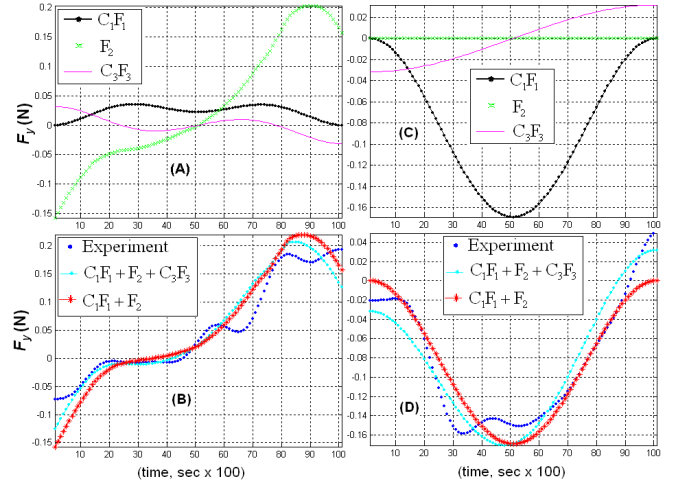 C₁F₁
F₂
C₃F₃
F_y (N)
0.2
0.15
0.1
0.05
0
-0.05
-0.1
-0.15
10 20 30 40 50 60 70 80 90 100
(A)
C₁F₁
F₂
C₃F₃
0.02
0
-0.02
-0.04
-0.06
-0.08
-0.1
-0.12
-0.14
-0.16
10 20 30 40 50 60 70 80 90 100
(C)
Experiment
C₁F₁ + F₂ + C₃F₃
C₁F₁ + F₂
F_y (N)
0.2
0.15
0.1
0.05
0
-0.05
-0.1
-0.15
10 20 30 40 50 60 70 80 90 100
(B)
(time, sec x 100)
Experiment
C₁F₁ + F₂ + C₃F₃
C₁F₁ + F₂
0.04
0.02
0
-0.02
-0.04
-0.06
-0.08
-0.1
-0.12
-0.14
-0.16
10 20 30 40 50 60 70 80 90 100
(D)
(time, sec x 100)